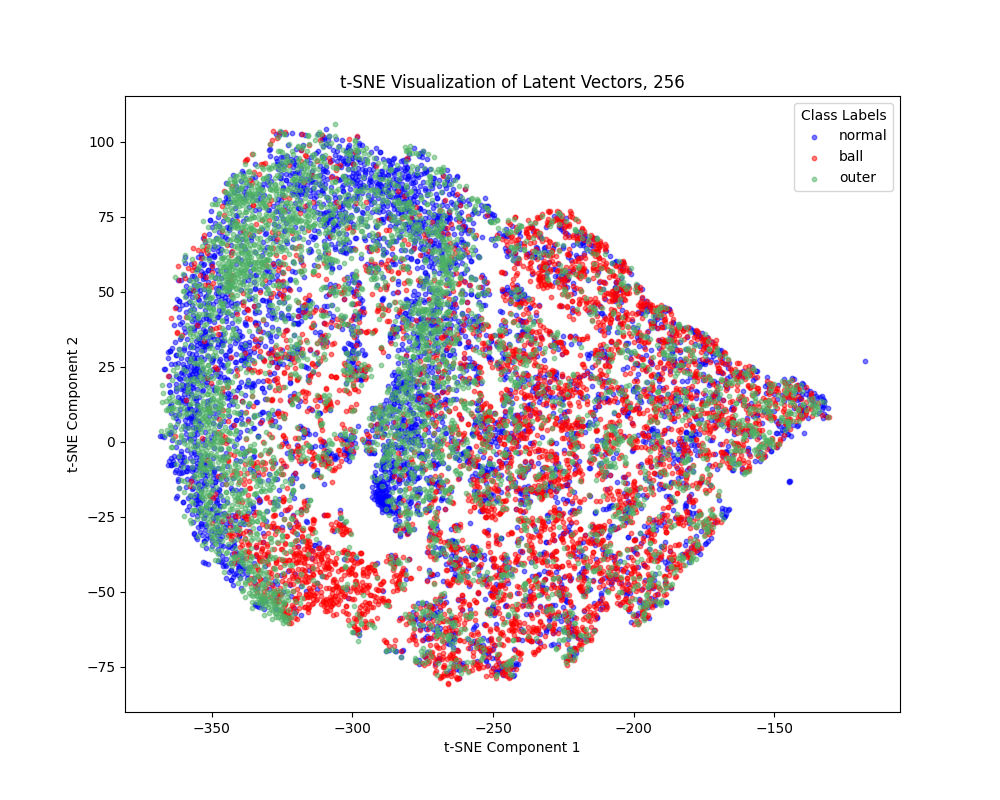 t-SNE Visualization of Latent Vectors, 256
Class Labels
normal
ball
outer
100
75
50
25
0
−25
−50
−75
t-SNE Component 2
−350 −300 −250 −200 −150
t-SNE Component 1